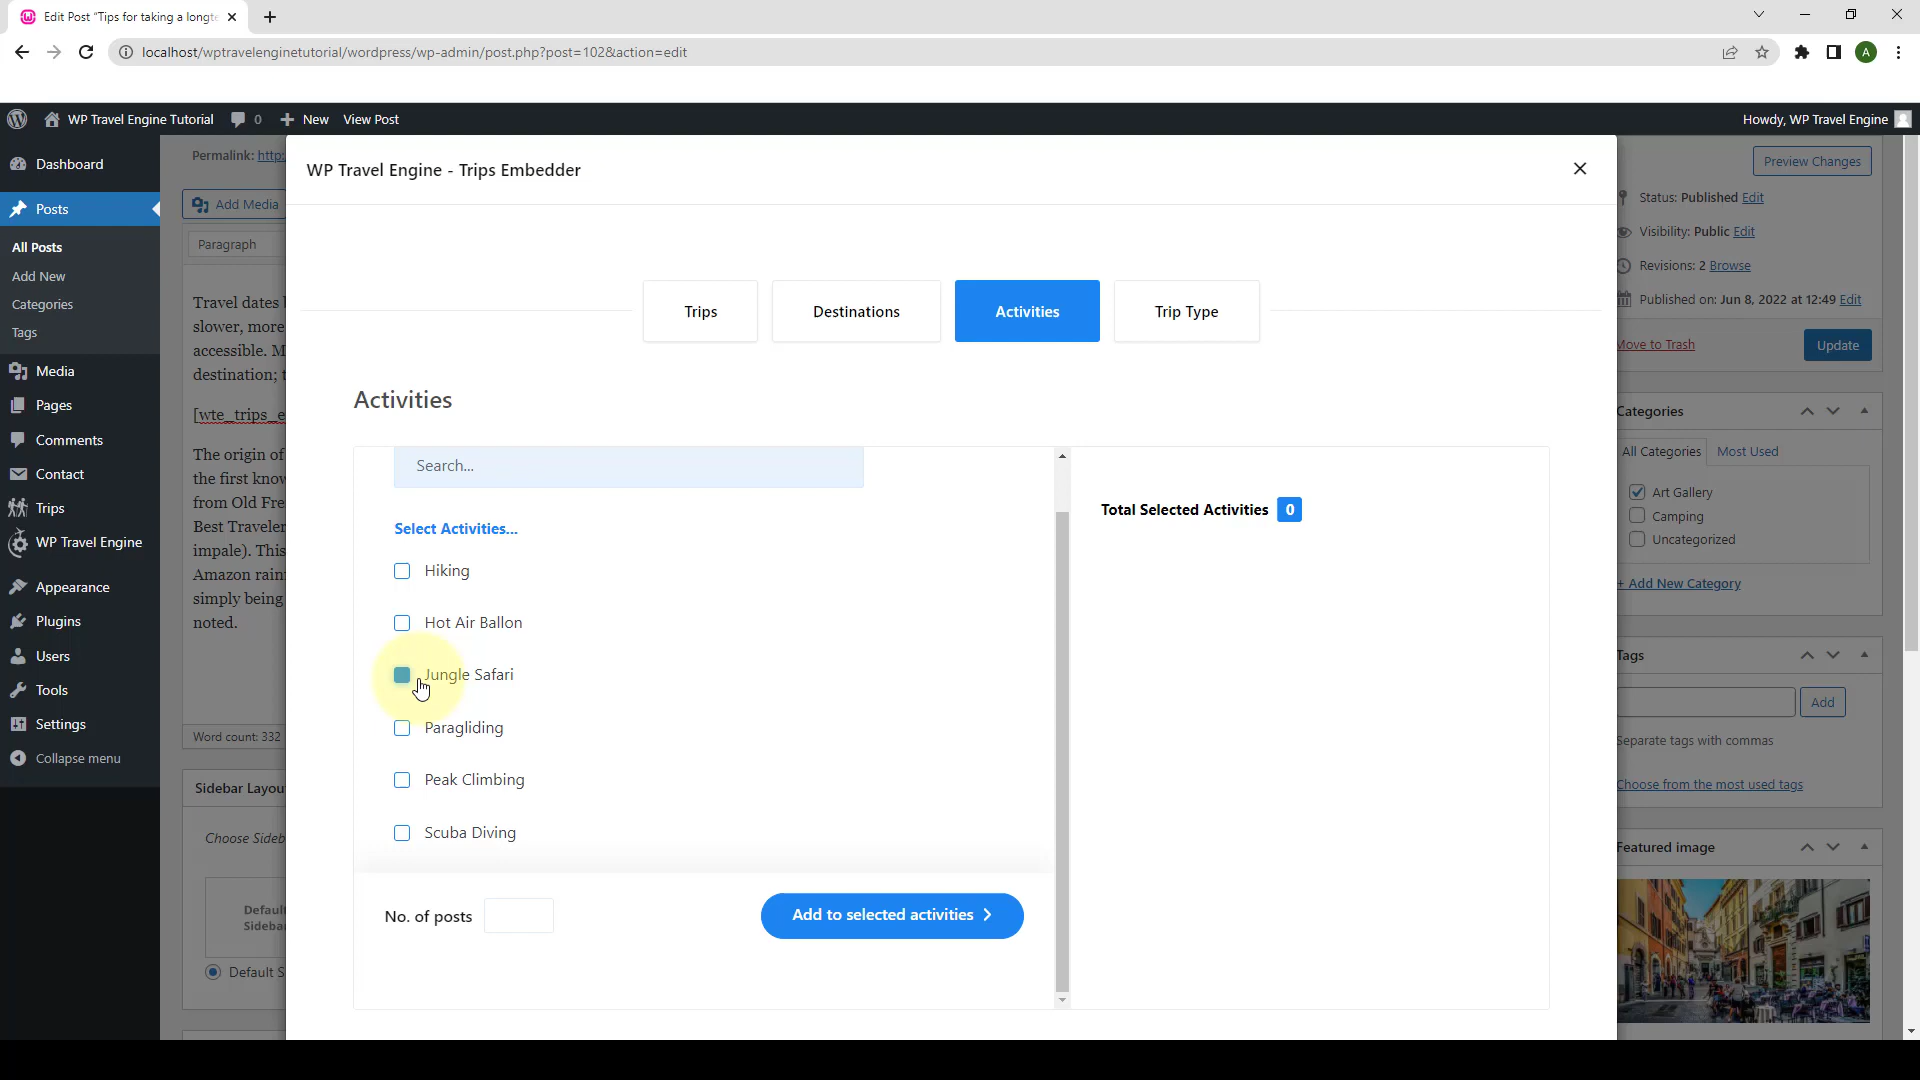 Edit Post "Tips for taking a longte
localhost/wptravelenginetutorial/wordpress/wp-admin/post.php?post=102&action=edit
A
WP Travel Engine Tutorial
0
New
View Post
Howdy, WP Travel Engine
Dashboard
Posts
All Posts
Add New
Categories
Tags
Media
Pages
Comments
Contact
Trips
WP Travel Engine
Appearance
Plugins
Users
Tools
Settings
Collapse menu
Permalink: http:
Add Media
Paragraph
Travel dates
slower, more
accessible. M
destination; t
[wte_trips_e
The origin of
the first know
from Old Fre
Best Traveler
impale). This
Amazon rain
simply being
noted.
Word count: 332
Sidebar Layou
Choose Sideb
Default
Sidebar
Default S
WP Travel Engine - Trips Embedder
Trips
Destinations
Activities
Trip Type
Activities
Search...
Select Activities...
Hiking
Hot Air Ballon
Jungle Safari
Paragliding
Peak Climbing
Scuba Diving
No. of posts
Add to selected activities
Total Selected Activities 0
Preview Changes
Status: Published Edit
Visibility: Public Edit
Revisions: 2 Browse
Published on: Jun 8, 2022 at 12:49 Edit
Move to Trash
Update
Categories
All Categories
Most Used
Art Gallery
Camping
Uncategorized
+ Add New Category
Tags
Add
Separate tags with commas
Choose from the most used tags
Featured image